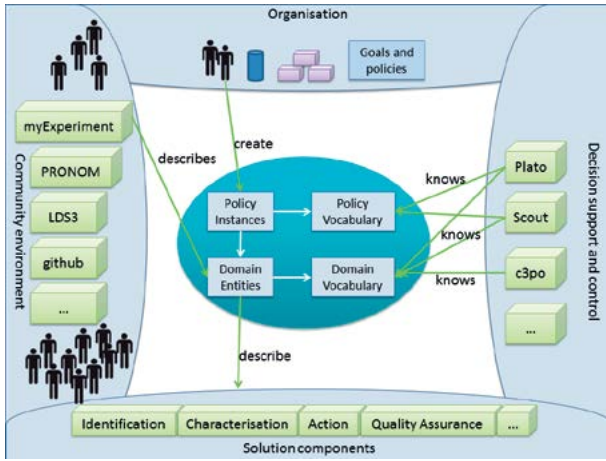 Organisation
Goals and
policies
myExperiment
PRONOM
LDS3
github
...
Community environment
describes
create
Policy
Instances
Policy
Vocabulary
Domain
Entities
Domain
Vocabulary
describe
knows
knows
knows
Plato
Scout
c3po
...
Decision support and control
Identification
Characterisation
Action
Quality Assurance
...
Solution components